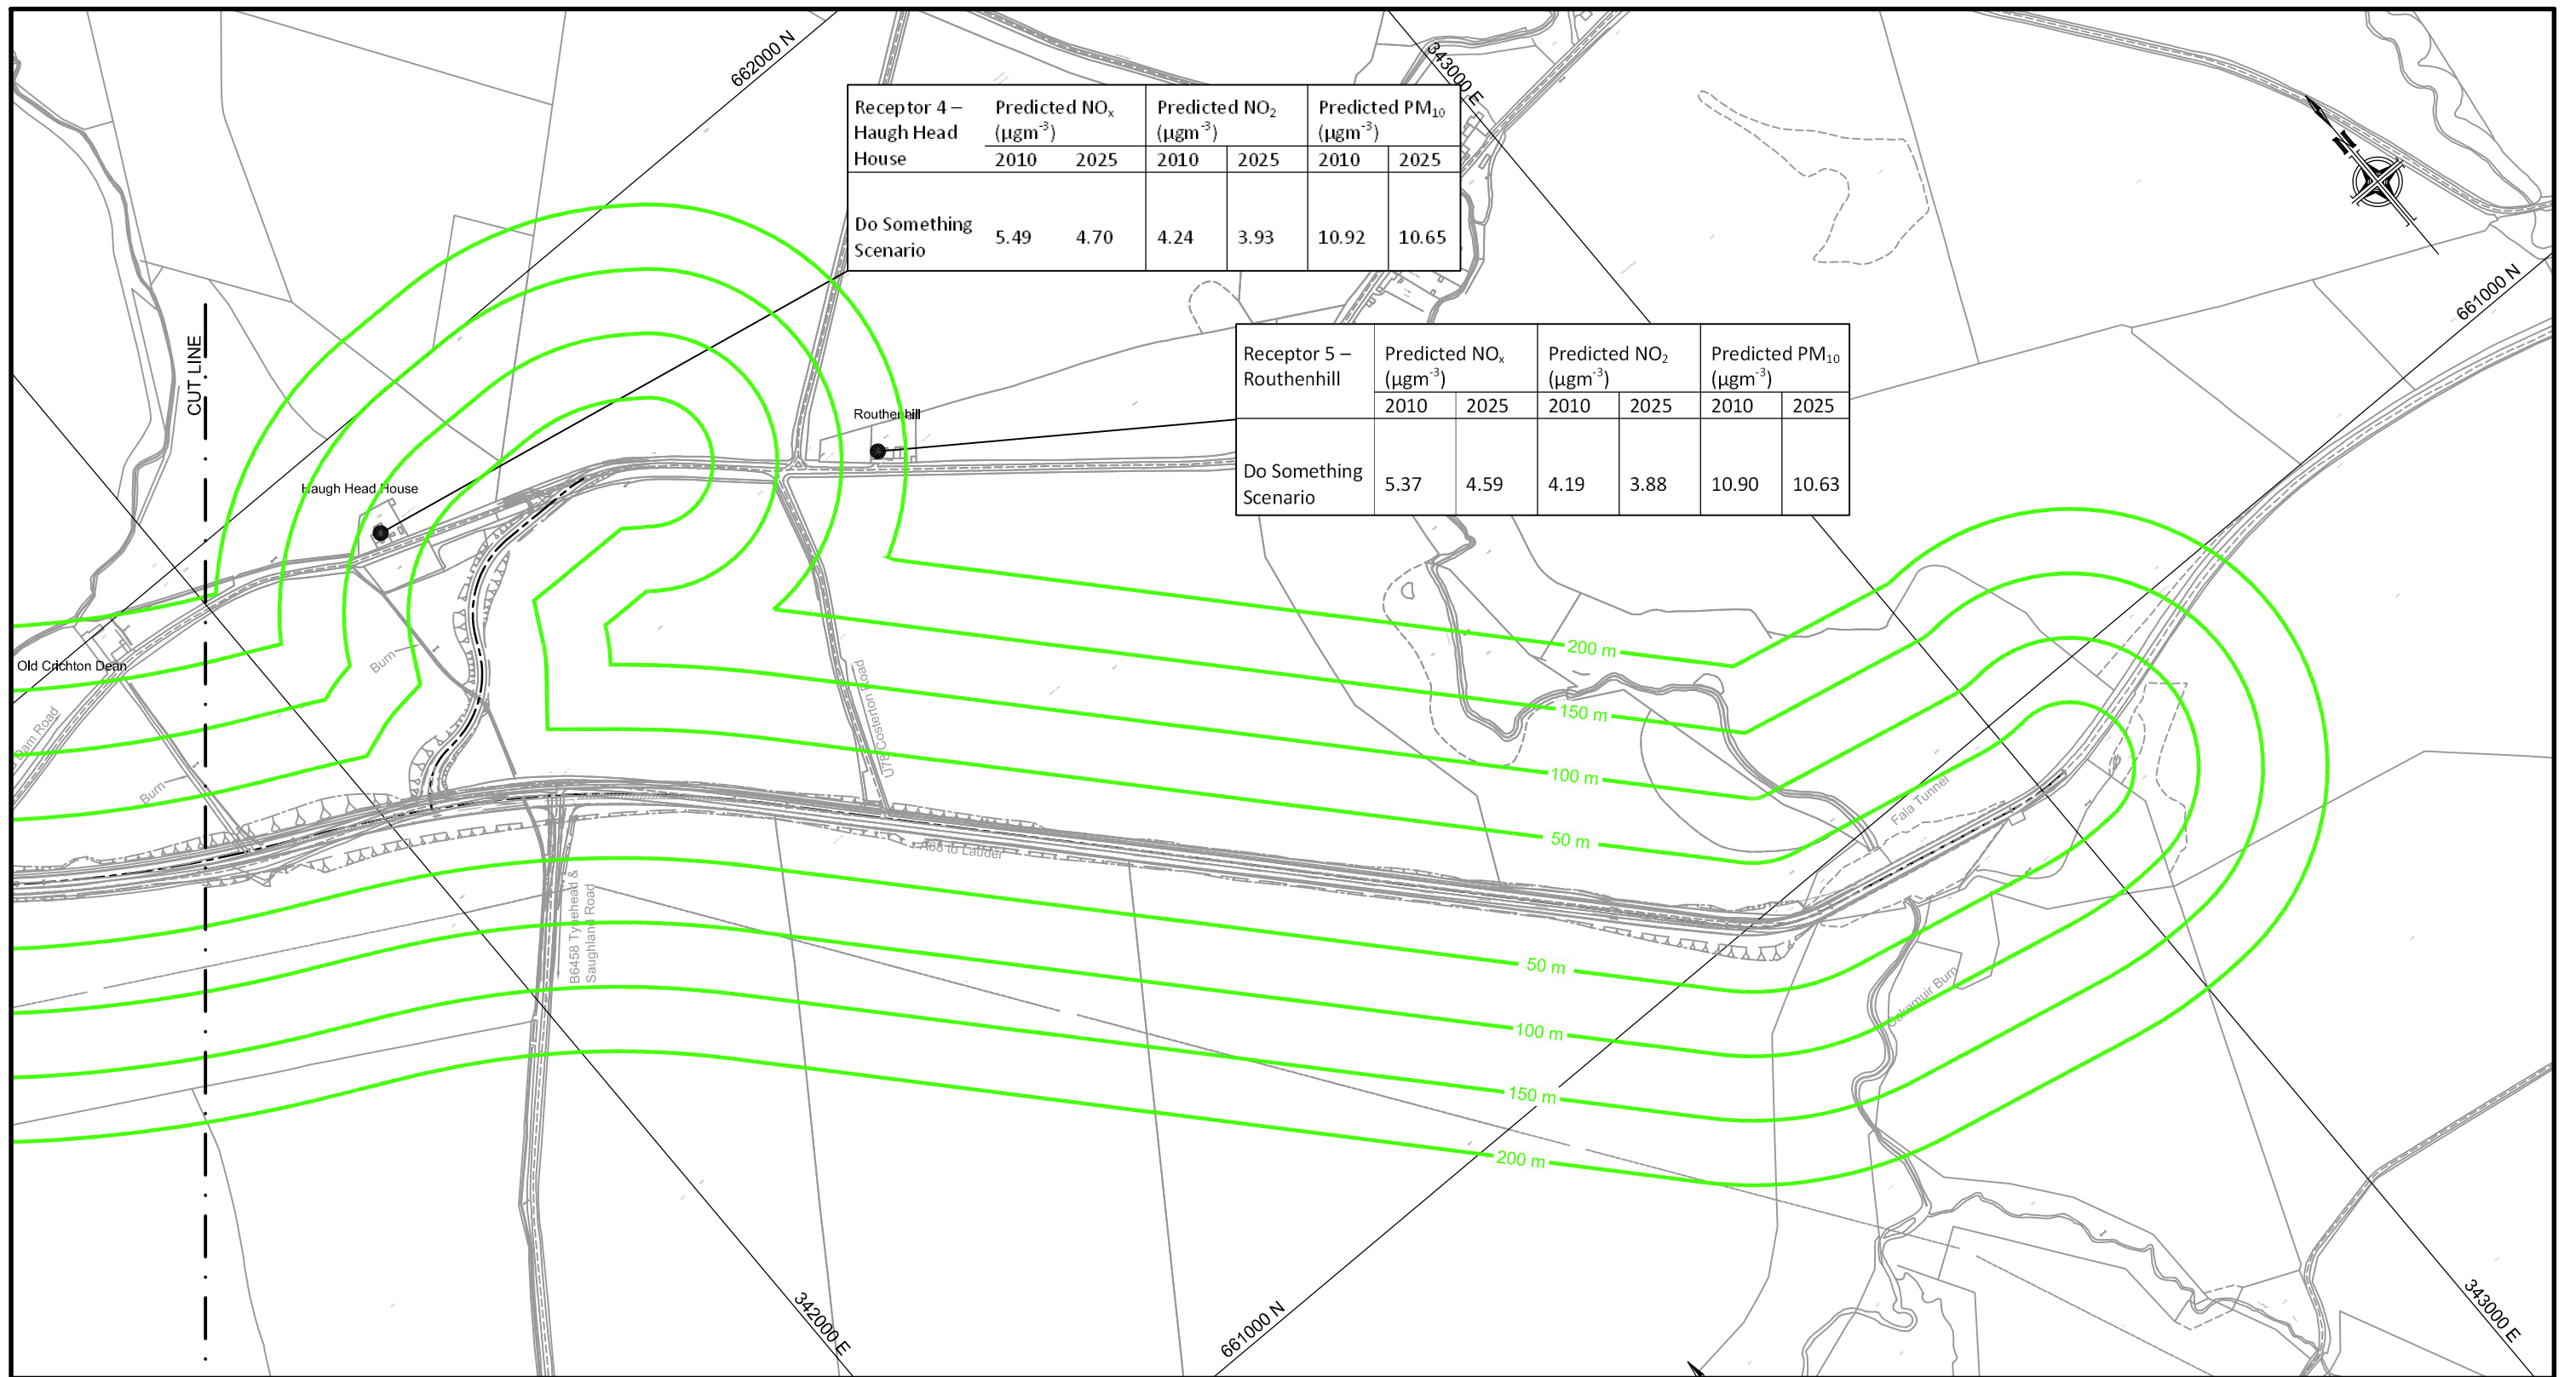 662000 N
343000 E
N
661000 N
CUT LINE
Receptor 4 –
Haugh Head
House
Predicted NOₓ
(µgm⁻³)
Predicted NO₂
(µgm⁻³)
Predicted PM₁₀
(µgm⁻³)
2010 2025 2010 2025 2010 2025
Do Something
Scenario
5.49 4.70 4.24 3.93 10.92 10.65
Receptor 5 –
Routhenhill
Predicted NOₓ
(µgm⁻³)
Predicted NO₂
(µgm⁻³)
Predicted PM₁₀
(µgm⁻³)
2010 2025 2010 2025 2010 2025
Do Something
Scenario
5.37 4.59 4.19 3.88 10.90 10.63
Routhenhill
Haugh Head House
Old Crichton Dean
Dam Road
Burn
Burn
U78 Costerton Road
A68 to Lauder
B6458 Tynehead &
Saughland Road
Fala Tunnel
Cakemuir Burn
200 m
150 m
100 m
50 m
50 m
100 m
150 m
200 m
342000 E
661000 N
343000 E